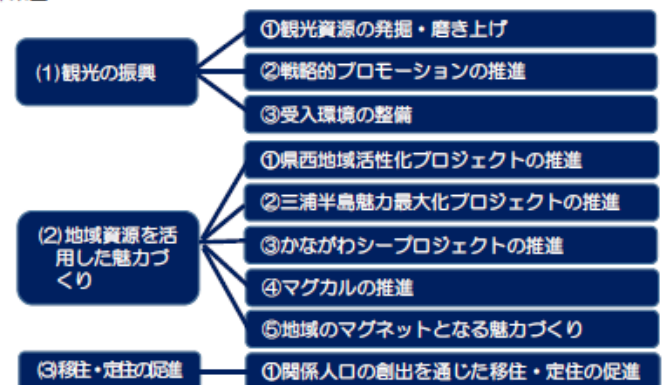 (1)観光の振興
①観光資源の発掘・磨き上げ
②戦略的プロモーションの推進
③受入環境の整備
(2)地域資源を活
用した魅力づ
くり
①県西地域活性化プロジェクトの推進
②三浦半島魅力最大化プロジェクトの推進
③かながわシープロジェクトの推進
④マグカルの推進
⑤地域のマグネットとなる魅力づくり
(3)移住・定住の促進
①関係人口の創出を通じた移住・定住の促進